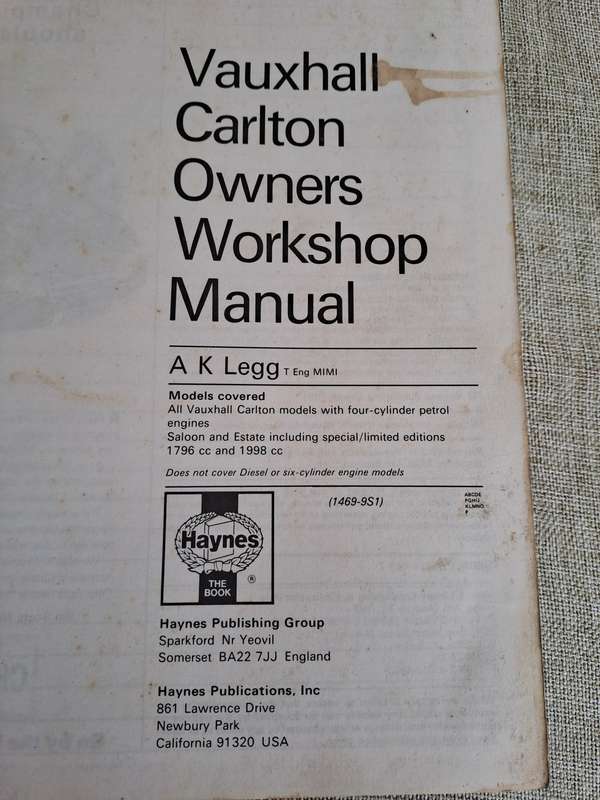 Vauxhall
Carlton
Owners
Workshop
Manual
A K Legg T Eng MIMI
Models covered
All Vauxhall Carlton models with four-cylinder petrol
engines
Saloon and Estate including special/limited editions
1796 cc and 1998 cc
Does not cover Diesel or six-cylinder engine models
(1469-9S1)
ABCDE
FGHIJ
KLMNO
P
Haynes
®
THE
BOOK
Haynes Publishing Group
Sparkford Nr Yeovil
Somerset BA22 7JJ England
Haynes Publications, Inc
861 Lawrence Drive
Newbury Park
California 91320 USA